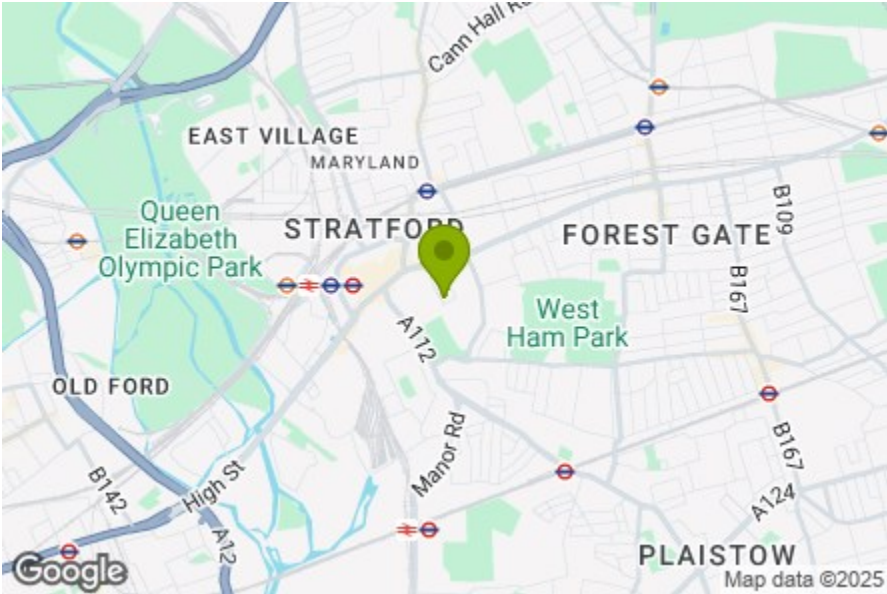 Cann Hall Rd
EAST VILLAGE
MARYLAND
B109
Queen
Elizabeth
Olympic Park
STRATFORD
FOREST GATE
B167
West
Ham Park
A112
OLD FORD
Manor Rd
B167
B142
High St
A12
A124
PLAISTOW
Google
Map data ©2025